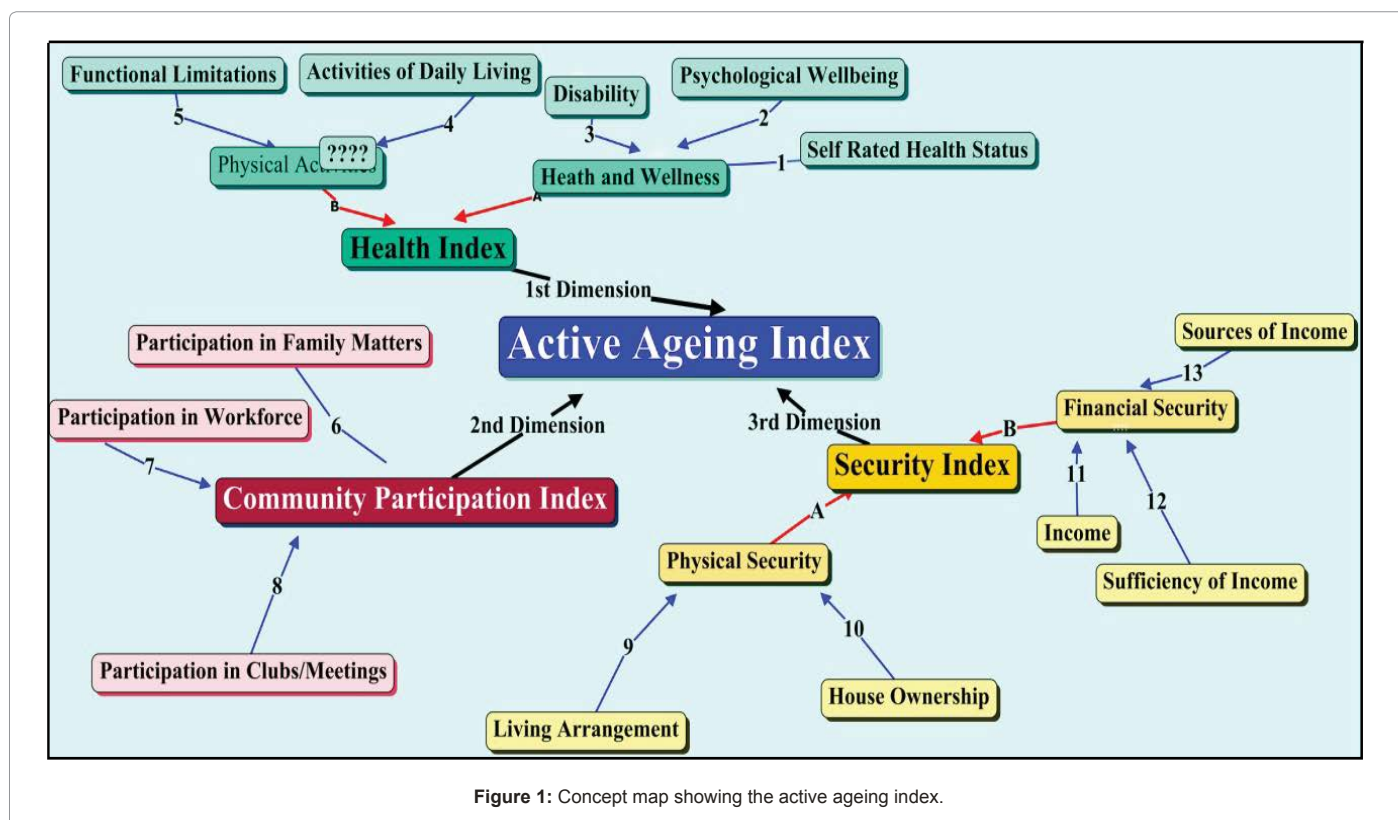 Functional Limitations
Activities of Daily Living
Psychological Wellbeing
Disability
5
4
3
2
????
Physical
1
Self Rated Health Status
Heath and Wellness
B
A
Health Index
1st Dimension
Active Ageing Index
Participation in Family Matters
Sources of Income
13
Participation in Workforce
6
2nd Dimension
3rd Dimension
B
Financial Security
7
Community Participation Index
Security Index
11
12
A
Income
Physical Security
Sufficiency of Income
8
9
10
Participation in Clubs/Meetings
House Ownership
Living Arrangement
Figure 1: Concept map showing the active ageing index.